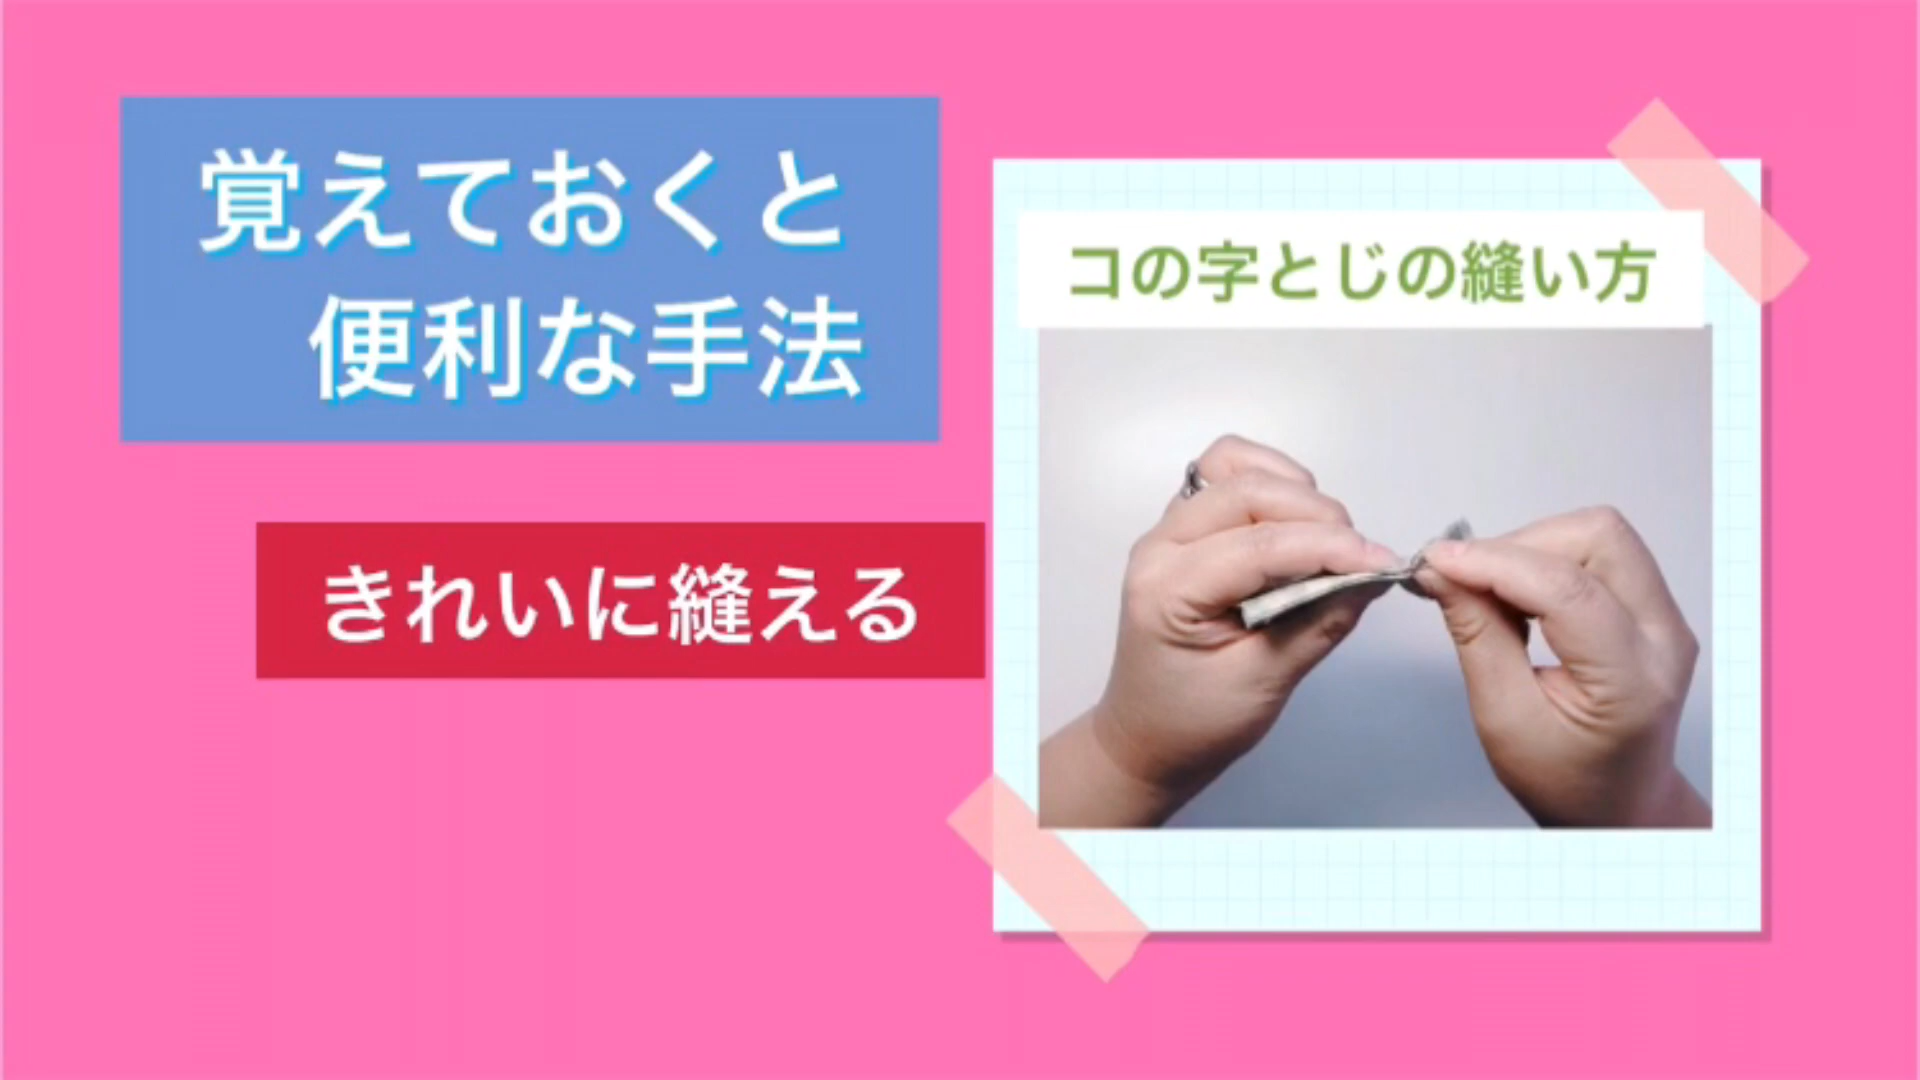 覚えておくと
便利な手法
きれいに縫える
コの字とじの縫い方